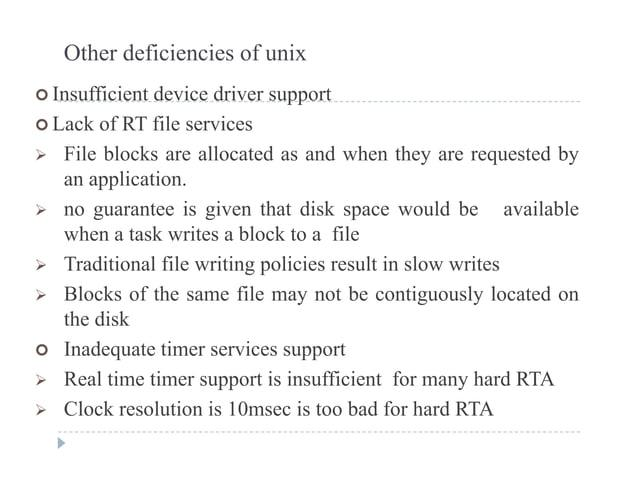 Other deficiencies of unix
Insufficient device driver support
Lack of RT file services
File blocks are allocated as and when they are requested by
an application.
no guarantee is given that disk space would be available
when a task writes a block to a file
Traditional file writing policies result in slow writes
Blocks of the same file may not be contiguously located on
the disk
Inadequate timer services support
Real time timer support is insufficient for many hard RTA
Clock resolution is 10msec is too bad for hard RTA